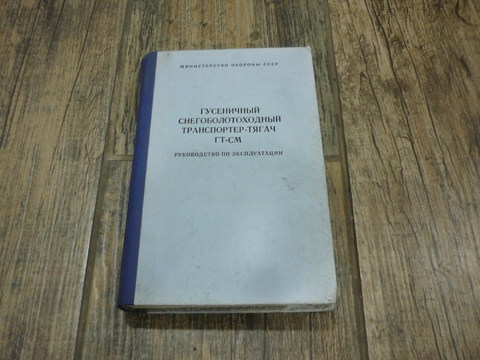 МИНИСТЕРСТВО ОБОРОНЫ СССР
ГУСЕНИЧНЫЙ
СНЕГОБОЛОТОХОДНЫЙ
ТРАНСПОРТЕР-ТЯГАЧ
ГТ-СМ
РУКОВОДСТВО ПО ЭКСПЛУАТАЦИИ